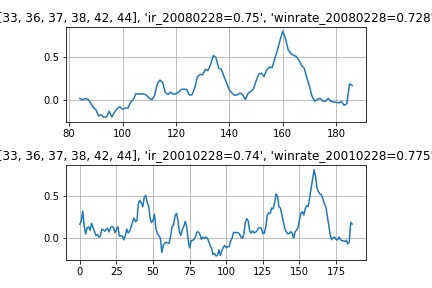 [33, 36, 37, 38, 42, 44], 'ir_20080228=0.75', 'winrate_20080228=0.728'
0.5
0.0
80 100 120 140 160 180
[33, 36, 37, 38, 42, 44], 'ir_20010228=0.74', 'winrate_20010228=0.775'
0.5
0.0
0 25 50 75 100 125 150 175